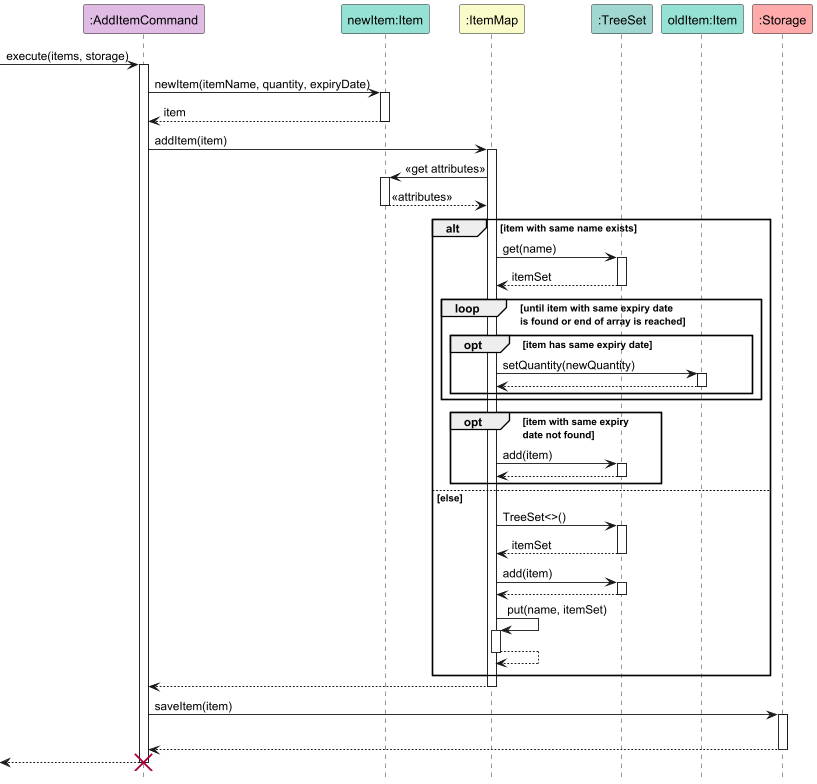 :AddItemCommand
newItem:Item
:ItemMap
:TreeSet
oldItem:Item
:Storage
execute(items, storage)
newItem(itemName, quantity, expiryDate)
item
addItem(item)
«get attributes»
«attributes»
alt
[item with same name exists]
get(name)
itemSet
loop
[until item with same expiry date
is found or end of array is reached]
opt
[item has same expiry date]
setQuantity(newQuantity)
opt
[item with same expiry
date not found]
add(item)
[else]
TreeSet<>()
itemSet
add(item)
put(name, itemSet)
saveItem(item)